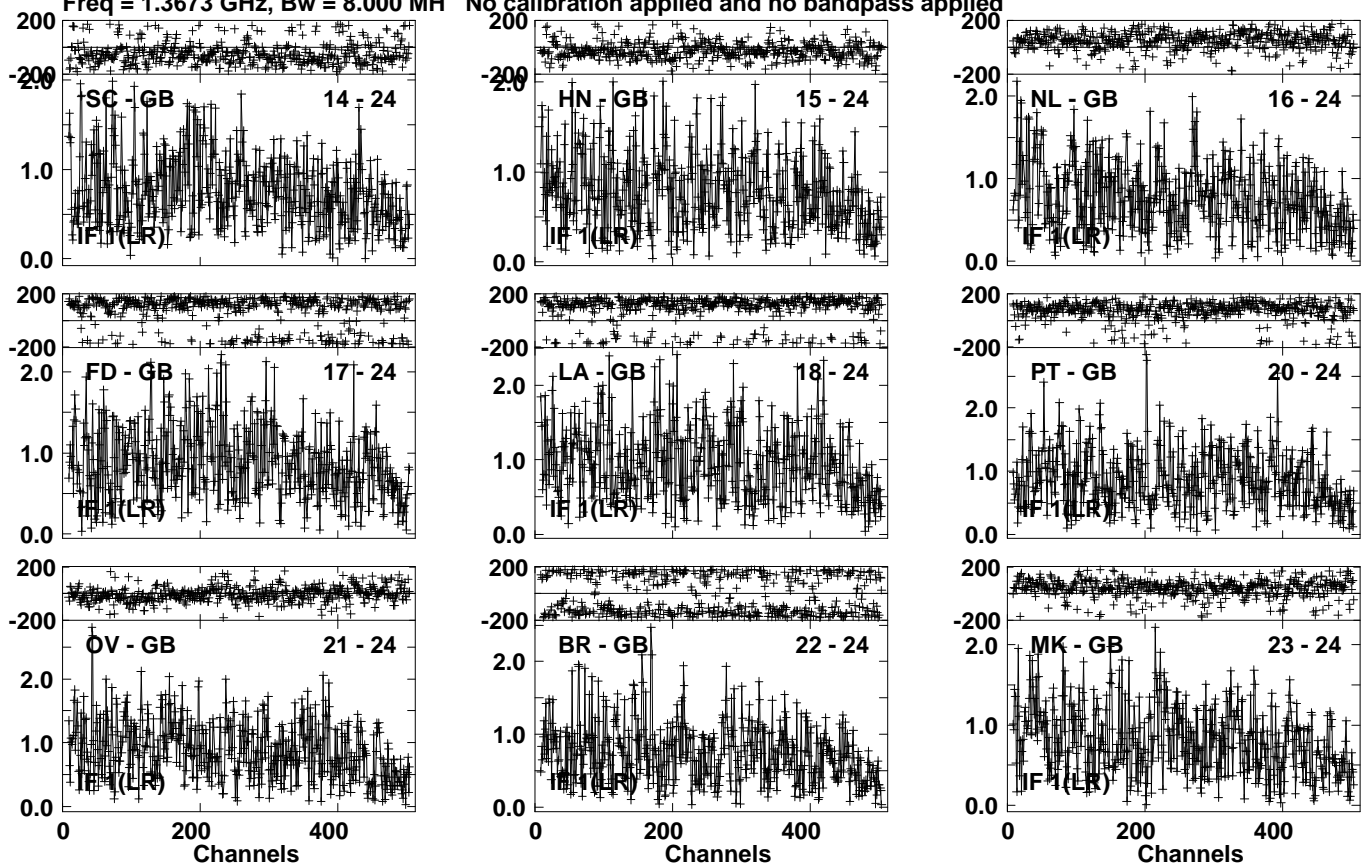 Freq = 1.3673 GHz, Bw = 8.000 MH No calibration applied and no bandpass applied
200
-200
2.0
1.0
0.0
SC - GB 14 - 24
IF 1(LR)
200
-200
2.0
1.0
0.0
HN - GB 15 - 24
IF 1(LR)
200
-200
2.0
1.0
0.0
NL - GB 16 - 24
IF 1(LR)
200
-200
2.0
1.0
0.0
FD - GB 17 - 24
IF 1(LR)
200
-200
2.0
1.0
0.0
LA - GB 18 - 24
IF 1(LR)
200
-200
2.0
1.0
0.0
PT - GB 20 - 24
IF 1(LR)
200
-200
2.0
1.0
0.0
OV - GB 21 - 24
IF 1(LR)
0 200 400
Channels
200
-200
2.0
1.0
0.0
BR - GB 22 - 24
IF 1(LR)
0 200 400
Channels
200
-200
2.0
1.0
0.0
MK - GB 23 - 24
IF 1(LR)
0 200 400
Channels